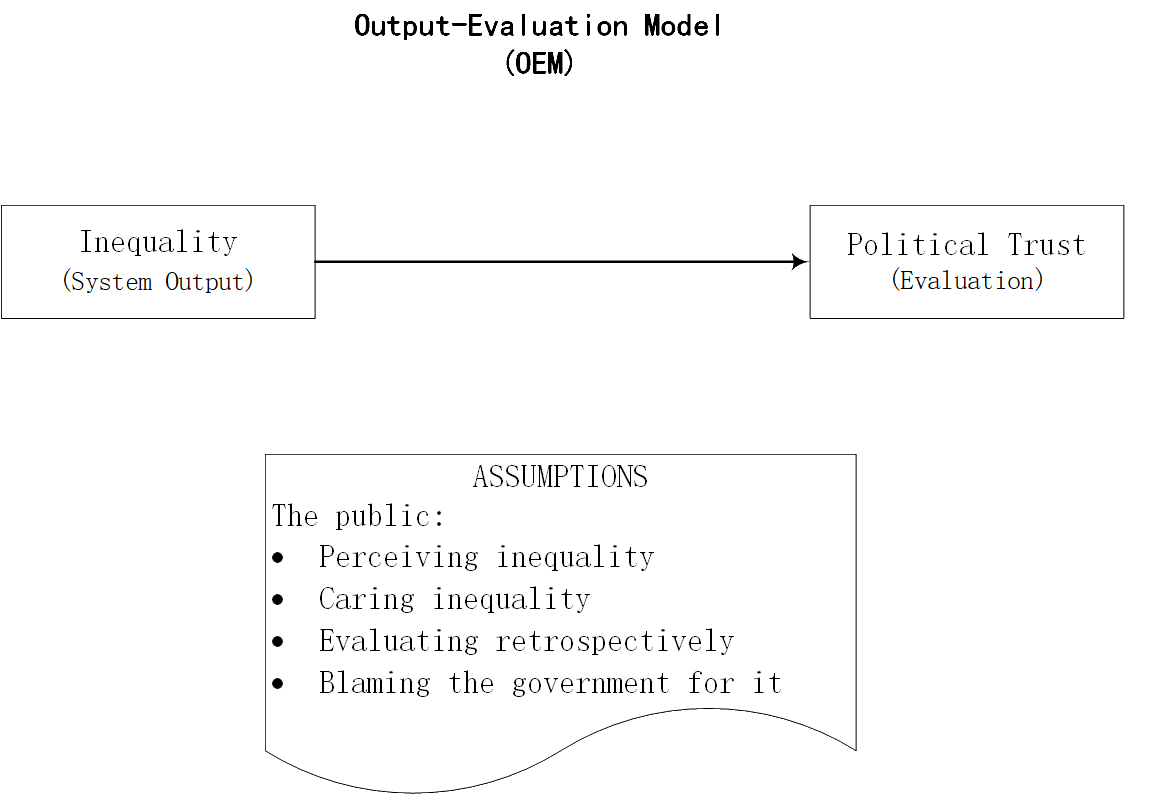 Output-Evaluation Model
(OEM)
Inequality
(System Output)
Political Trust
(Evaluation)
ASSUMPTIONS
The public:
• Perceiving inequality
• Caring inequality
• Evaluating retrospectively
• Blaming the government for it